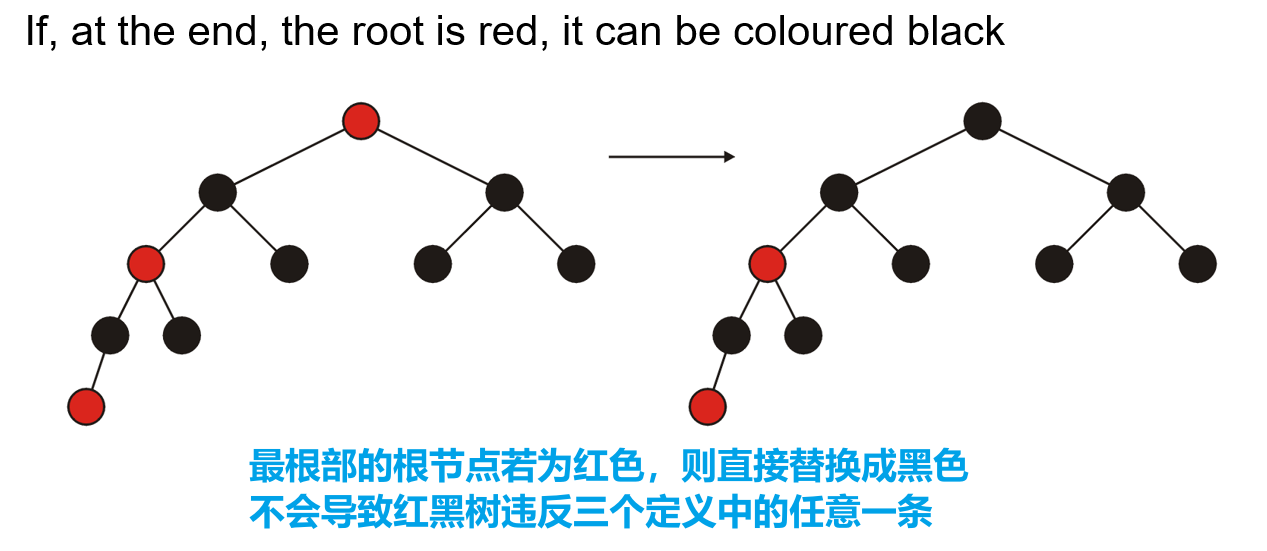 If, at the end, the root is red, it can be coloured black
最根部的根节点若为红色，则直接替换成黑色
不会导致红黑树违反三个定义中的任意一条